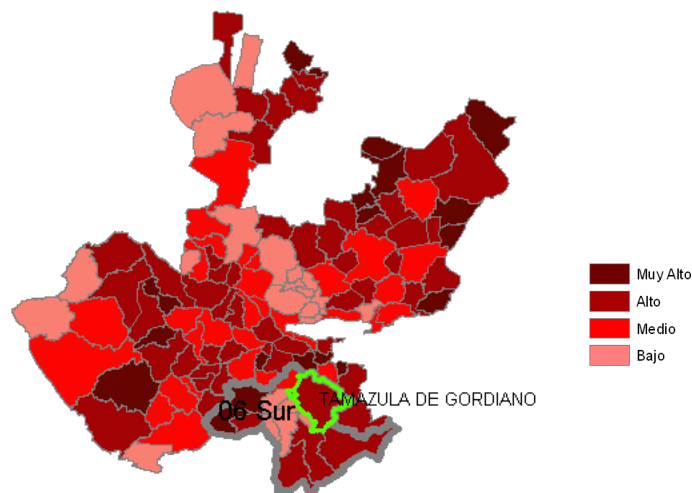 Muy Alto
Alto
Medio
Bajo
TAMAZULA DE GORDIANO
06 Sur